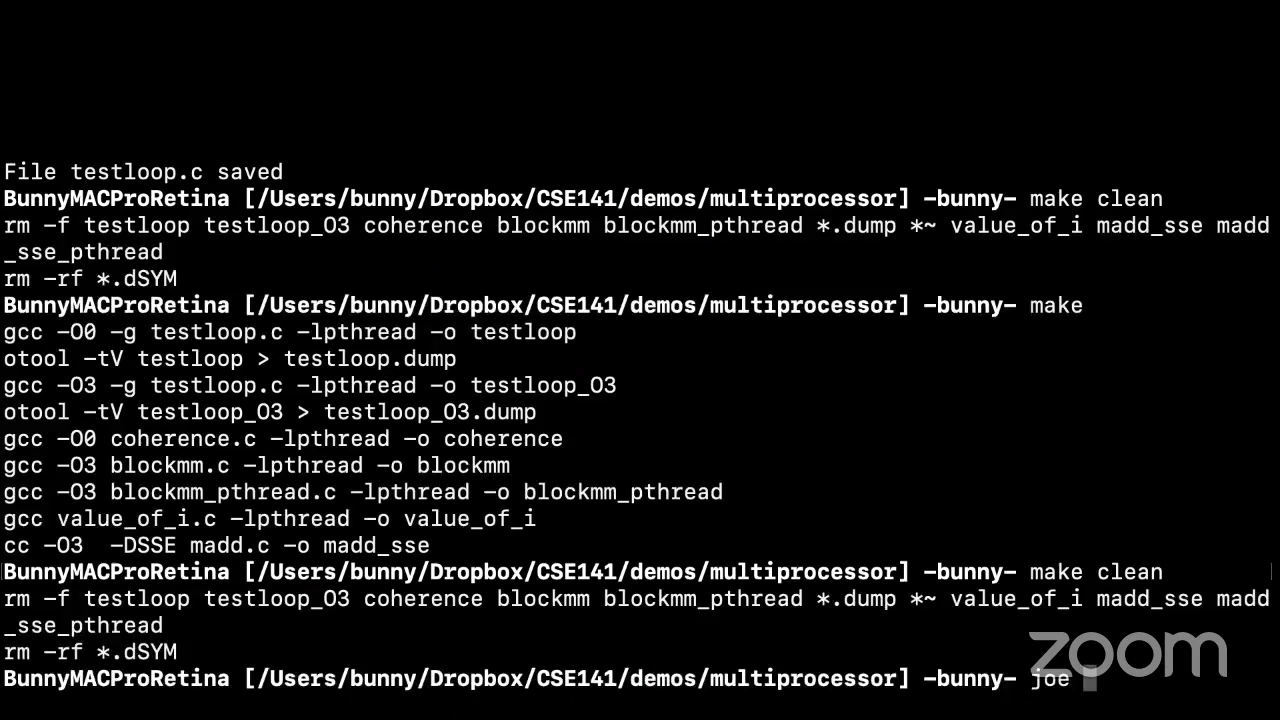 File testloop.c saved
BunnyMACProRetina [/Users/bunny/Dropbox/CSE141/demos/multiprocessor] -bunny- make clean
rm -f testloop testloop_O3 coherence blockmm blockmm_pthread *.dump *~ value_of_i madd_sse madd
_sse_pthread
rm -rf *.dSYM
BunnyMACProRetina [/Users/bunny/Dropbox/CSE141/demos/multiprocessor] -bunny- make
gcc -O0 -g testloop.c -lpthread -o testloop
otool -tV testloop > testloop.dump
gcc -O3 -g testloop.c -lpthread -o testloop_O3
otool -tV testloop_O3 > testloop_O3.dump
gcc -O0 coherence.c -lpthread -o coherence
gcc -O3 blockmm.c -lpthread -o blockmm
gcc -O3 blockmm_pthread.c -lpthread -o blockmm_pthread
gcc value_of_i.c -lpthread -o value_of_i
cc -O3  -DSSE madd.c -o madd_sse
BunnyMACProRetina [/Users/bunny/Dropbox/CSE141/demos/multiprocessor] -bunny- make clean
rm -f testloop testloop_O3 coherence blockmm blockmm_pthread *.dump *~ value_of_i madd_sse madd
_sse_pthread
rm -rf *.dSYM
BunnyMACProRetina [/Users/bunny/Dropbox/CSE141/demos/multiprocessor] -bunny- joe
zoom